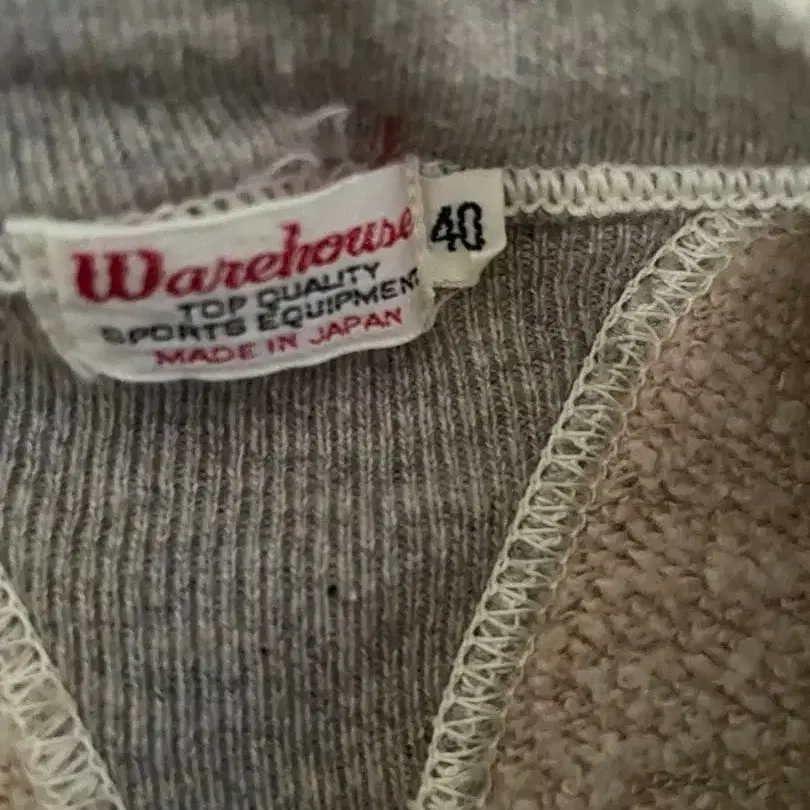 Warehouse
TOP QUALITY
SPORTS EQUIPMENT
MADE IN JAPAN
40